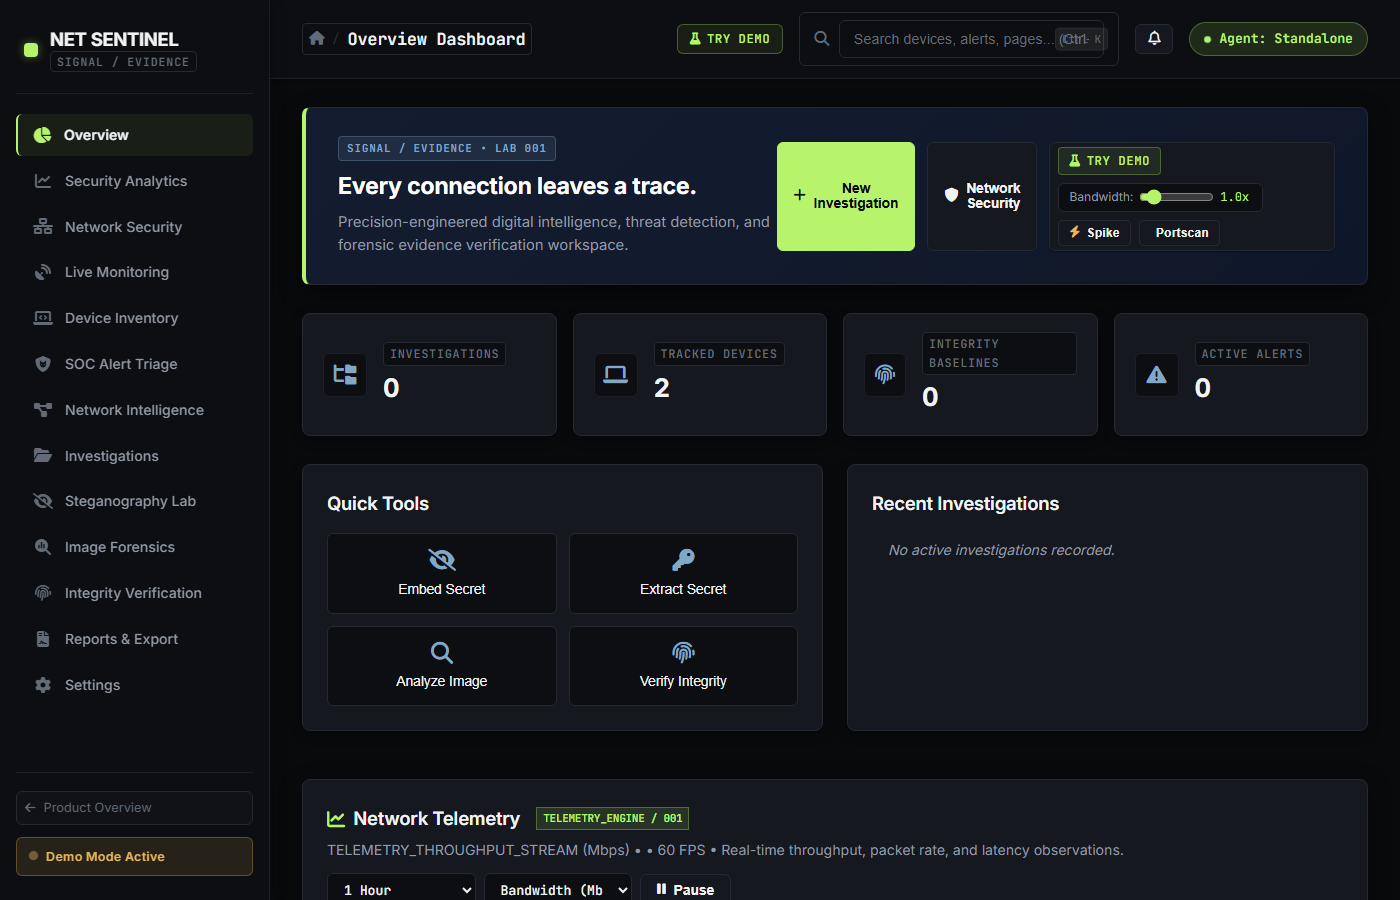 NET SENTINEL
SIGNAL / EVIDENCE
Overview
Security Analytics
Network Security
Live Monitoring
Device Inventory
SOC Alert Triage
Network Intelligence
Investigations
Steganography Lab
Image Forensics
Integrity Verification
Reports & Export
Settings
← Product Overview
Demo Mode Active
/ Overview Dashboard
TRY DEMO
Search devices, alerts, pages... (Ctrl
K
Agent: Standalone
SIGNAL / EVIDENCE • LAB 001
Every connection leaves a trace.
Precision-engineered digital intelligence, threat detection, and
forensic evidence verification workspace.
New
Investigation
Network
Security
TRY DEMO
Bandwidth: 1.0x
Spike
Portscan
INVESTIGATIONS
0
TRACKED DEVICES
2
INTEGRITY
BASELINES
0
ACTIVE ALERTS
0
Quick Tools
Embed Secret
Extract Secret
Analyze Image
Verify Integrity
Recent Investigations
No active investigations recorded.
Network Telemetry
TELEMETRY_ENGINE / 001
TELEMETRY_THROUGHPUT_STREAM (Mbps) • • 60 FPS • Real-time throughput, packet rate, and latency observations.
1 Hour
Bandwidth (Mb
Pause